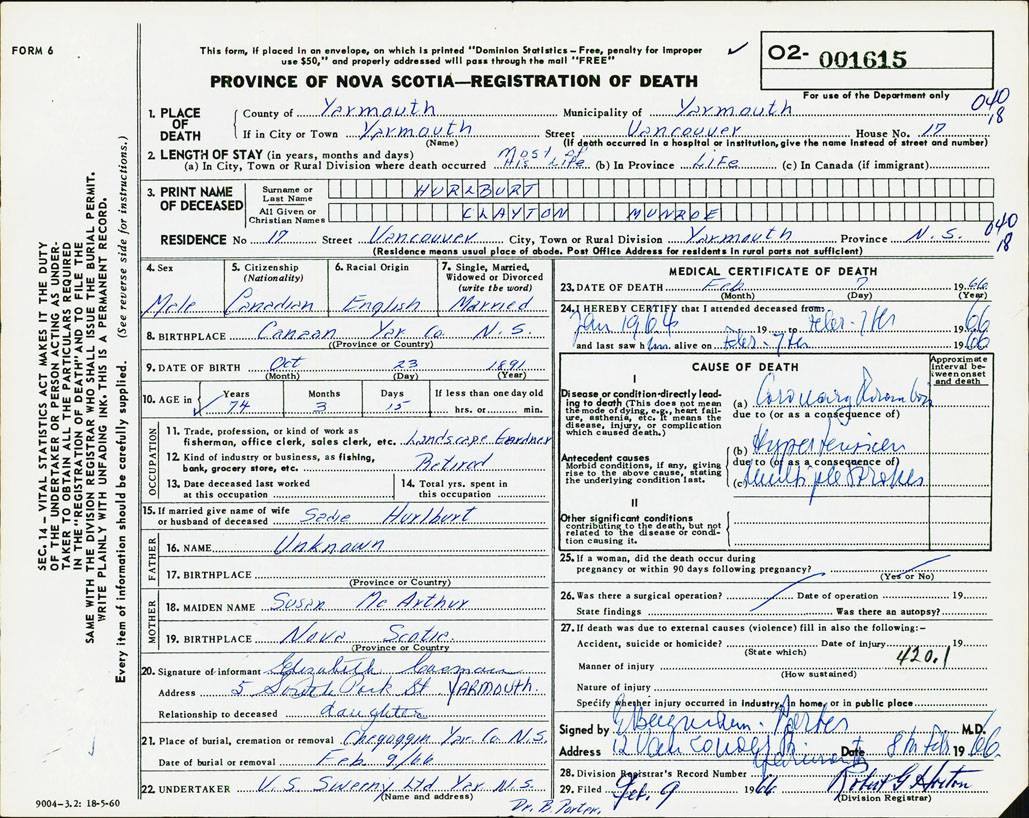 FORM 6
This form, if placed in an envelope, on which is printed "Dominion Statistics – Free, penalty for improper
use $50," and properly addressed will pass through the mail "FREE"
✓
O2- 001615
For use of the Department only
PROVINCE OF NOVA SCOTIA—REGISTRATION OF DEATH
040
18
1. PLACE OF DEATH
County of Yarmouth Municipality of Yarmouth
If in City or Town Yarmouth Street Vancouver House No. 17
(Name) (If death occurred in a hospital or institution, give the name instead of street and number)
2. LENGTH OF STAY (in years, months and days)
(a) In City, Town or Rural Division where death occurred Most of His Life (b) In Province Life (c) In Canada (if immigrant)
3. PRINT NAME OF DECEASED
Surname or Last Name HURLBURT
All Given or Christian Names CLAYTON MUNROE
040
18
RESIDENCE No 17 Street Vancouver City, Town or Rural Division Yarmouth Province N.S.
(Residence means usual place of abode. Post Office Address for residents in rural parts not sufficient)
SEC. 14 – VITAL STATISTICS ACT MAKES IT THE DUTY
OF THE UNDERTAKER OR PERSON ACTING AS UNDER-
TAKER TO OBTAIN ALL THE PARTICULARS REQUIRED
IN THE "REGISTRATION OF DEATH" AND TO FILE THE
SAME WITH THE DIVISION REGISTRAR WHO SHALL ISSUE THE BURIAL PERMIT.
WRITE PLAINLY WITH UNFADING INK. THIS IS A PERMANENT RECORD.
Every item of information should be carefully supplied. (See reverse side for instructions.)
4. Sex Male
5. Citizenship (Nationality) Canadian
6. Racial Origin English
7. Single, Married, Widowed or Divorced (write the word) Married
8. BIRTHPLACE Canaan Yar Co N.S.
(Province or Country)
9. DATE OF BIRTH Oct 23 1891
(Month) (Day) (Year)
10. AGE in Years Months Days If less than one day old
74 3 15 hrs. or min.
OCCUPATION
11. Trade, profession, or kind of work as
fisherman, office clerk, sales clerk, etc. Landscape Gardner
12. Kind of industry or business, as fishing,
bank, grocery store, etc. Retired
13. Date deceased last worked
at this occupation
14. Total yrs. spent in
this occupation
15. If married give name of wife
or husband of deceased Sadie Hurlburt
FATHER
16. NAME Unknown
17. BIRTHPLACE
(Province or Country)
MOTHER
18. MAIDEN NAME Susan McArthur
19. BIRTHPLACE Nova Scotia
(Province or Country)
20. Signature of informant Elizabeth
Address 5 South Park St YARMOUTH.
Relationship to deceased daughter
21. Place of burial, cremation or removal Chegoggin Yar. Co. N.S.
Date of burial or removal Feb. 9/66
22. UNDERTAKER V. S. Sweeny Ltd Yar N.S.
(Name and address)
MEDICAL CERTIFICATE OF DEATH
23. DATE OF DEATH Feb 7 1966
(Month) (Day) (Year)
24. I HEREBY CERTIFY that I attended deceased from:
Jan 1964 19 to Febr. 7th 1966
and last saw him alive on Febr. 7th 1966
CAUSE OF DEATH
Approximate interval between onset and death
I
Disease or condition directly leading to death (This does not mean the mode of dying, e.g., heart failure, asthenia, etc. It means the disease, injury, or complication which caused death.)
(a) Coronary Thrombosis
due to (or as a consequence of)
Antecedent causes
Morbid conditions, if any, giving rise to the above cause, stating the underlying condition last.
(b) Hypertension
due to (or as a consequence of)
(c) Multiple Strokes
II
Other significant conditions
contributing to the death, but not related to the disease or condition causing it.
25. If a woman, did the death occur during
pregnancy or within 90 days following pregnancy?
(Yes or No)
26. Was there a surgical operation? Date of operation 19
State findings Was there an autopsy?
27. If death was due to external causes (violence) fill in also the following:—
Accident, suicide or homicide? Date of injury 19
(State which)
420.1
Manner of injury
(How sustained)
Nature of injury
Specify whether injury occurred in industry, in home, or in public place
Signed by Porter M.D.
Address 12 Vancouver St. Yarmouth Date 8th Feb 1966
28. Division Registrar's Record Number
29. Filed Feb. 9 1966 Robert G Horton
(Division Registrar)
9004–3.2: 18-5-60
Dr. B. Porter.